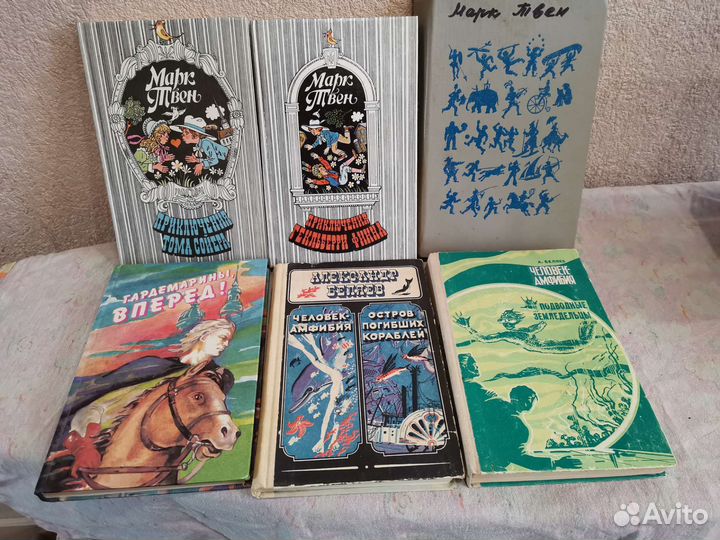 Марк
Твен
ПРИКЛЮЧЕНИЯ
ТОМА СОЙЕРА
Марк
Твен
ПРИКЛЮЧЕНИЯ
ГЕКЛЬБЕРРИ ФИННА
Марк Твен
ГАРДЕМАРИНЫ,
ВПЕРЕД!
АЛЕКСАНДР
БЕЛЯЕВ
ЧЕЛОВЕК-
АМФИБИЯ
ОСТРОВ
ПОГИБШИХ
КОРАБЛЕЙ
А. БЕЛЯЕВ
ЧЕЛОВЕК-
АМФИБИЯ
ПОДВОДНЫЕ
ЗЕМЛЕДЕЛЬЦЫ
Avito